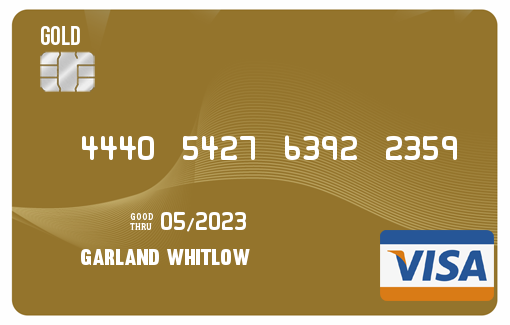 GOLD
4440 5427 6392 2359
GOOD THRU 05/2023
GARLAND WHITLOW
VISA